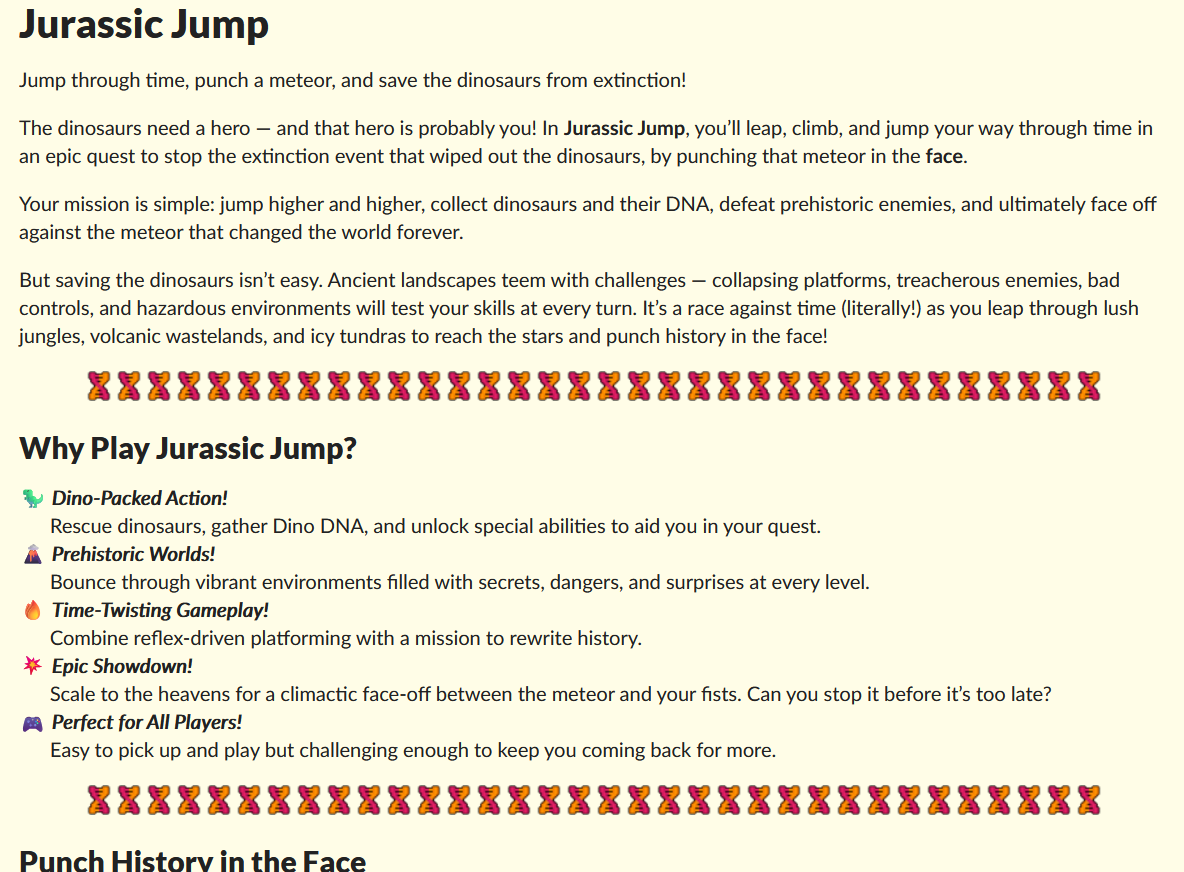 Jurassic Jump
Jump through time, punch a meteor, and save the dinosaurs from extinction!
The dinosaurs need a hero — and that hero is probably you! In Jurassic Jump, you’ll leap, climb, and jump your way through time in
an epic quest to stop the extinction event that wiped out the dinosaurs, by punching that meteor in the face.
Your mission is simple: jump higher and higher, collect dinosaurs and their DNA, defeat prehistoric enemies, and ultimately face off
against the meteor that changed the world forever.
But saving the dinosaurs isn’t easy. Ancient landscapes teem with challenges — collapsing platforms, treacherous enemies, bad
controls, and hazardous environments will test your skills at every turn. It’s a race against time (literally!) as you leap through lush
jungles, volcanic wastelands, and icy tundras to reach the stars and punch history in the face!
Why Play Jurassic Jump?
Dino-Packed Action!
Rescue dinosaurs, gather Dino DNA, and unlock special abilities to aid you in your quest.
Prehistoric Worlds!
Bounce through vibrant environments filled with secrets, dangers, and surprises at every level.
Time-Twisting Gameplay!
Combine reflex-driven platforming with a mission to rewrite history.
Epic Showdown!
Scale to the heavens for a climactic face-off between the meteor and your fists. Can you stop it before it’s too late?
Perfect for All Players!
Easy to pick up and play but challenging enough to keep you coming back for more.
Punch History in the Face